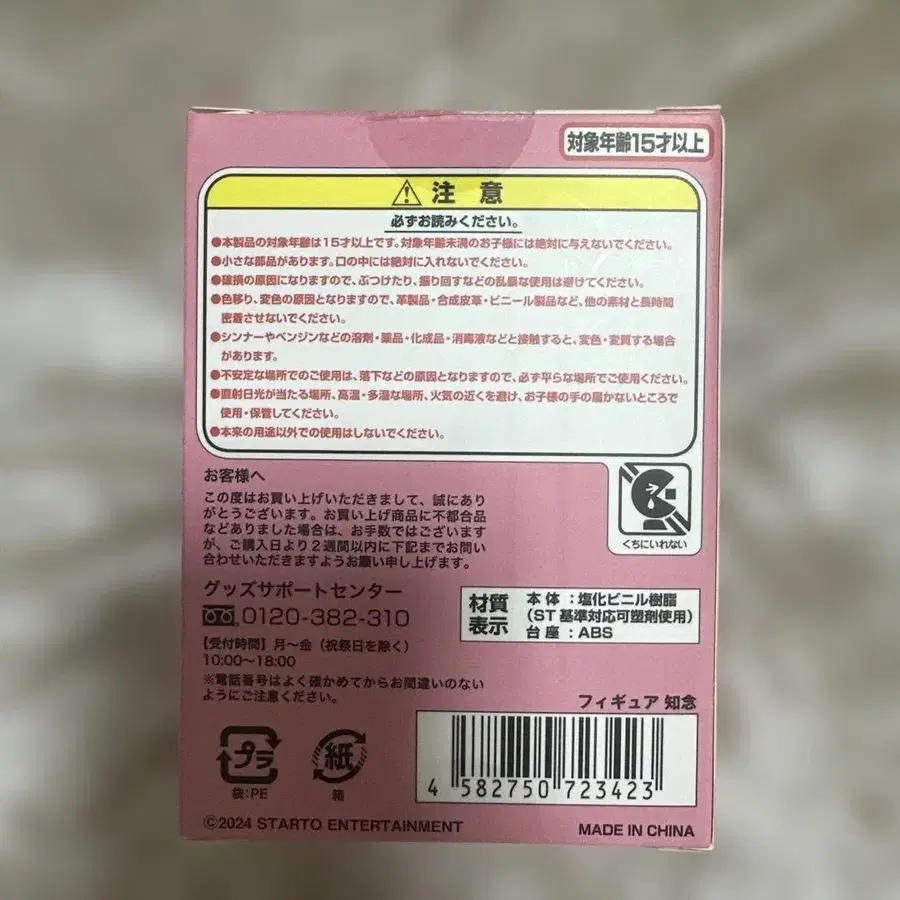 対象年齢15才以上
注意
必ずお読みください。
●本製品の対象年齢は15才以上です。対象年齢未満のお子様には絶対に与えないでください。
●小さな部品があります。口の中には絶対に入れないでください。
●破損の原因になりますので、ぶつけたり、振り回すなどの乱暴な使用は避けてください。
●色移り、変色の原因となりますので、革製品・合成皮革・ビニール製品など、他の素材と長時間
密着させないでください。
●シンナーやベンジンなどの溶剤・薬品・化成品・消毒液などと接触すると、変色・変質する場合
があります。
●不安定な場所でのご使用は、落下などの原因となりますので、必ず平らな場所でご使用ください。
●直射日光が当たる場所、高温・多湿な場所、火気の近くを避け、お子様の手の届かないところで
使用・保管してください。
●本来の用途以外での使用はしないでください。
くちにいれない
お客様へ
この度はお買い上げいただきまして、誠にあり
がとうございます。お買い上げ商品に不都合品
などありました場合は、お手数ではございます
が、ご購入日より2週間以内に下記までお問い
合わせいただきますようお願い申し上げます。
グッズサポートセンター
0120-382-310
【受付時間】月〜金（祝祭日を除く）
10:00〜18:00
※電話番号はよく確かめてからお間違いのない
ようにご注意ください。
材質
表示
本体：塩化ビニル樹脂
（ST基準対応可塑剤使用）
台座：ABS
フィギュア 知念
4 582750 723423
プラ
袋:PE
紙
箱
©2024 STARTO ENTERTAINMENT
MADE IN CHINA